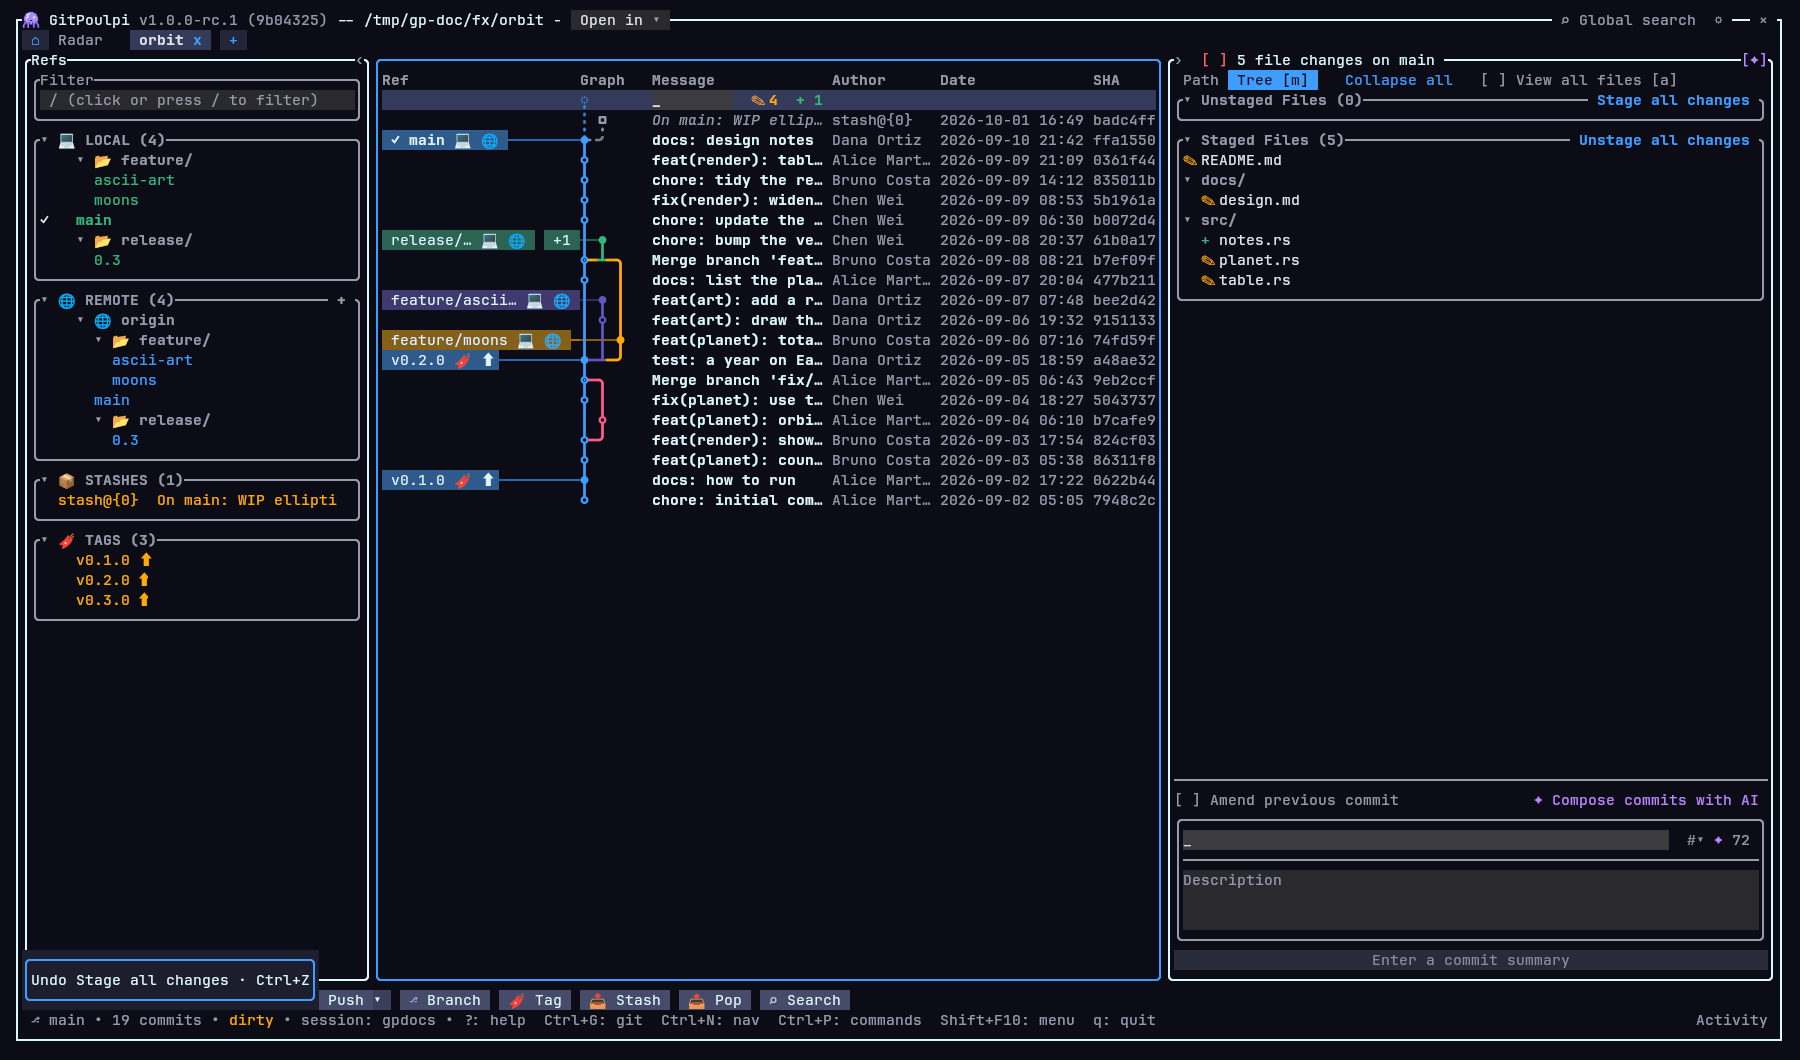 GitPoulpi v1.0.0-rc.1 (9b04325) -- /tmp/gp-doc/fx/orbit - Open in ▾ ⌕ Global search ⚙ ×
⌂ Radar orbit x +
Refs
Filter
/ (click or press / to filter)
▾ LOCAL (4)
▾ feature/
ascii-art
moons
✓ main
▾ release/
0.3
▾ REMOTE (4) +
▾ origin
▾ feature/
ascii-art
moons
main
▾ release/
0.3
▾ STASHES (1)
stash@{0} On main: WIP ellipti
▾ TAGS (3)
v0.1.0 ⬆
v0.2.0 ⬆
v0.3.0 ⬆
Ref Graph Message Author Date SHA
_ ✎ 4 + 1
On main: WIP ellip… stash@{0} 2026-10-01 16:49 badc4ff
✓ main docs: design notes Dana Ortiz 2026-09-10 21:42 ffa1550
feat(render): tabl… Alice Mart… 2026-09-09 21:09 0361f44
chore: tidy the re… Bruno Costa 2026-09-09 14:12 835011b
fix(render): widen… Chen Wei 2026-09-09 08:53 5b1961a
chore: update the … Chen Wei 2026-09-09 06:30 b0072d4
release/… +1 chore: bump the ve… Chen Wei 2026-09-08 20:37 61b0a17
Merge branch 'feat… Chen Wei 2026-09-08 08:21 b7ef09f
docs: list the pla… Alice Mart… 2026-09-07 20:04 477b211
feature/ascii… feat(art): add a r… Dana Ortiz 2026-09-07 07:48 bee2d42
feat(art): draw th… Dana Ortiz 2026-09-06 19:32 9151133
feature/moons feat(planet): tota… Bruno Costa 2026-09-06 07:16 74fd59f
v0.2.0 ⬆ test: a year on Ea… Dana Ortiz 2026-09-05 18:59 a48ae32
Merge branch 'fix/… Alice Mart… 2026-09-05 06:43 9eb2ccf
fix(planet): use t… Chen Wei 2026-09-04 18:27 5043737
feat(planet): orbi… Alice Mart… 2026-09-04 06:10 b7cafe9
feat(render): show… Bruno Costa 2026-09-03 17:54 824cf03
feat(planet): coun… Bruno Costa 2026-09-03 05:38 86311f8
v0.1.0 ⬆ docs: how to run Alice Mart… 2026-09-02 17:22 0622b44
chore: initial com… Alice Mart… 2026-09-02 05:05 7948c2c
› [ ] 5 file changes on main [✦]
Path Tree [m] Collapse all [ ] View all files [a]
▾ Unstaged Files (0) Stage all changes
▾ Staged Files (5) Unstage all changes
✎ README.md
▾ docs/
✎ design.md
▾ src/
+ notes.rs
✎ planet.rs
✎ table.rs
[ ] Amend previous commit ✦ Compose commits with AI
_ #▾ ✦ 72
Description
Enter a commit summary
Undo Stage all changes · Ctrl+Z
Push ▾ ⎇ Branch Tag Stash Pop ⌕ Search
⎇ main • 19 commits • dirty • session: gpdocs • ?: help Ctrl+G: git Ctrl+N: nav Ctrl+P: commands Shift+F10: menu q: quit Activity